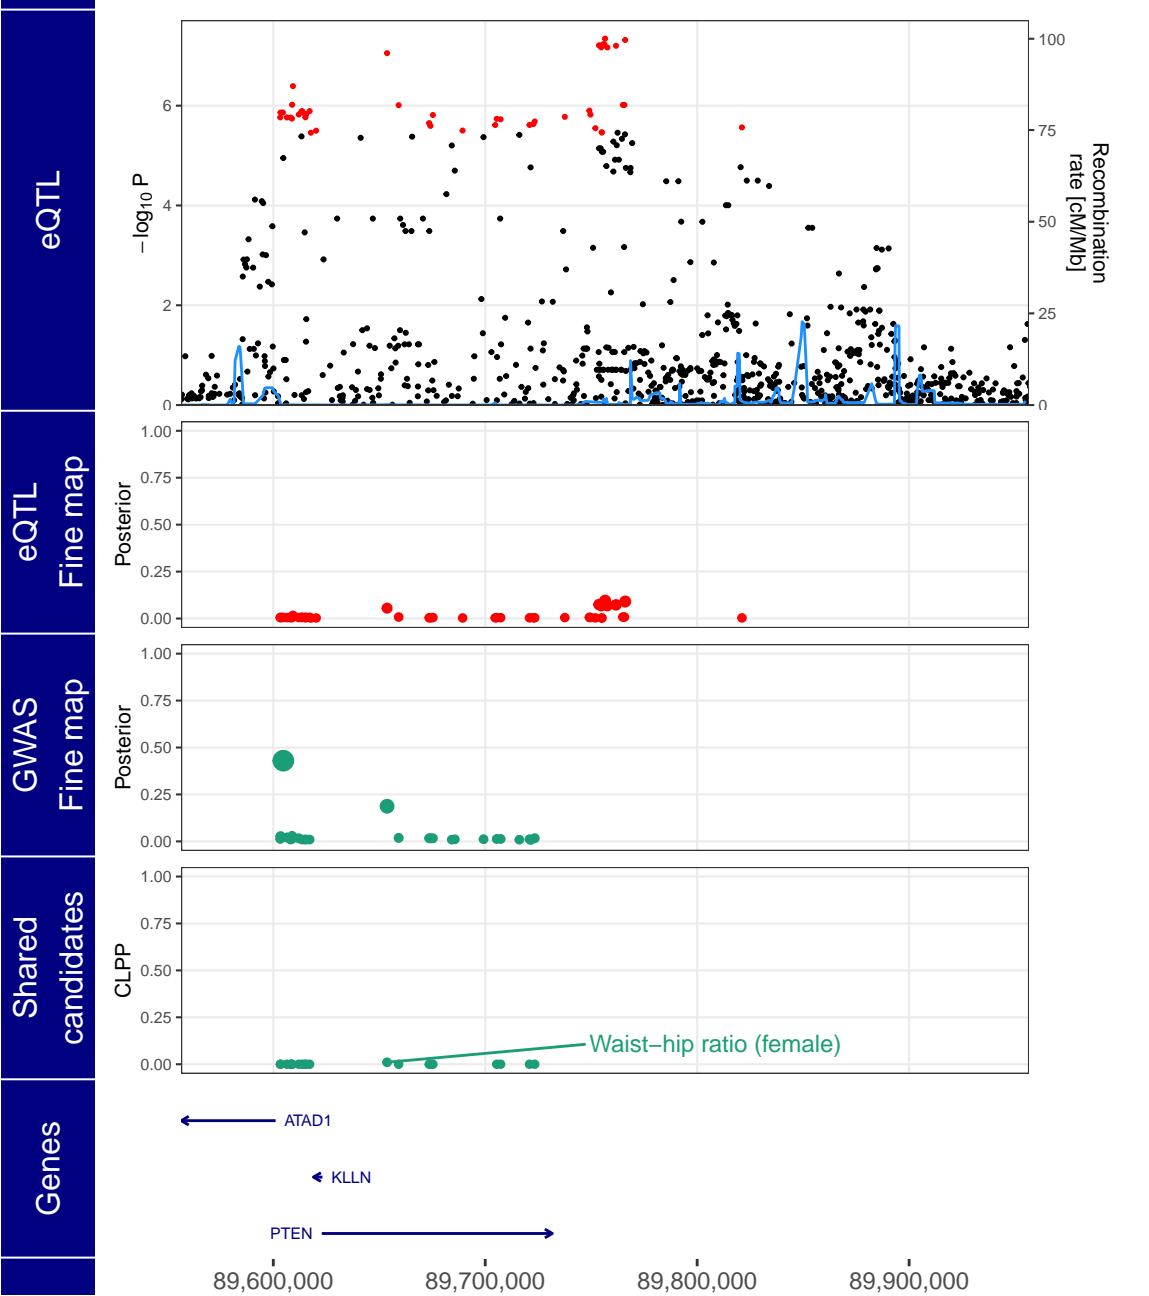 eQTL
−log10 P
6
4
2
0
100
75
50
25
0
Recombination
rate [cM/Mb]
eQTL
Fine map
Posterior
1.00
0.75
0.50
0.25
0.00
GWAS
Fine map
Posterior
1.00
0.75
0.50
0.25
0.00
Shared
candidates
CLPP
1.00
0.75
0.50
0.25
0.00
Waist−hip ratio (female)
Genes
ATAD1
KLLN
PTEN
89,600,000
89,700,000
89,800,000
89,900,000